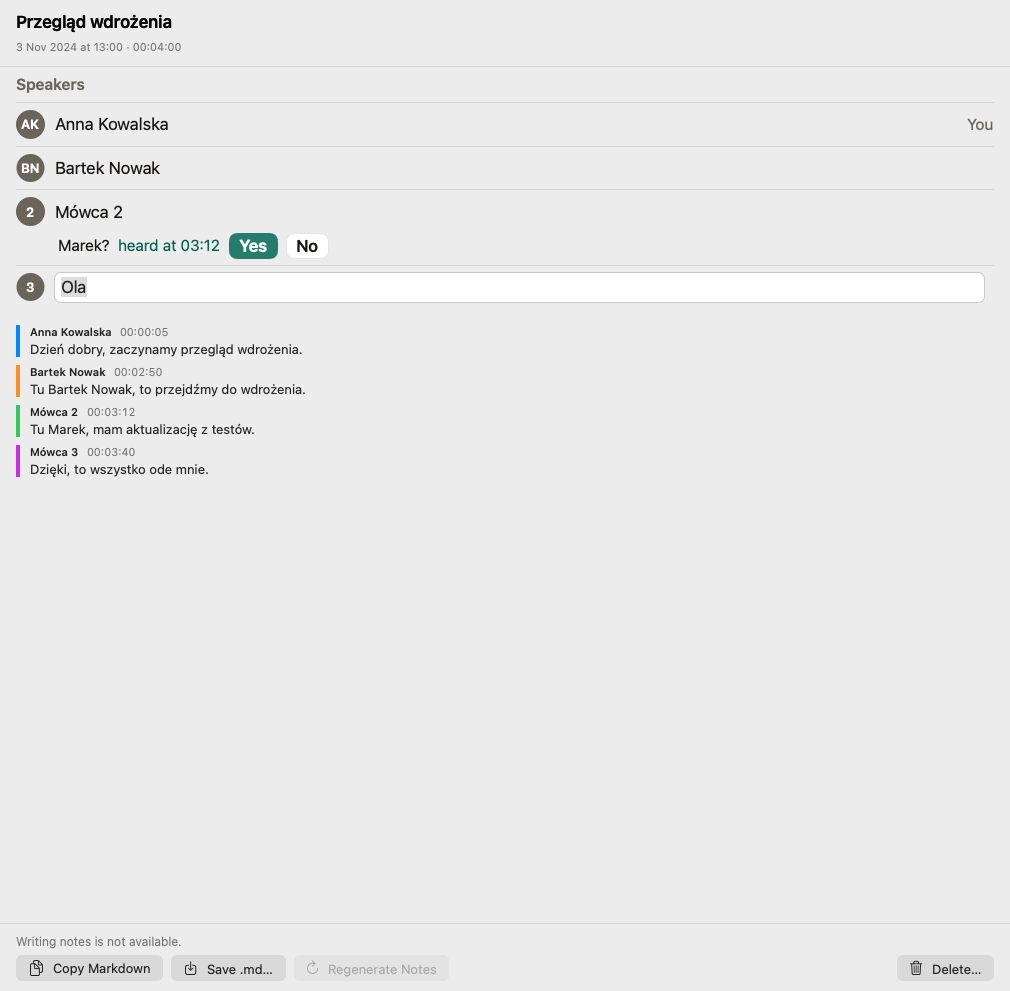 Przegląd wdrożenia
3 Nov 2024 at 13:00 · 00:04:00
Speakers
AK Anna Kowalska You
BN Bartek Nowak
2 Mówca 2
Marek? heard at 03:12 Yes No
3 Ola
Anna Kowalska 00:00:05
Dzień dobry, zaczynamy przegląd wdrożenia.
Bartek Nowak 00:02:50
Tu Bartek Nowak, to przejdźmy do wdrożenia.
Mówca 2 00:03:12
Tu Marek, mam aktualizację z testów.
Mówca 3 00:03:40
Dzięki, to wszystko ode mnie.
Writing notes is not available.
Copy Markdown Save .md... Regenerate Notes Delete...